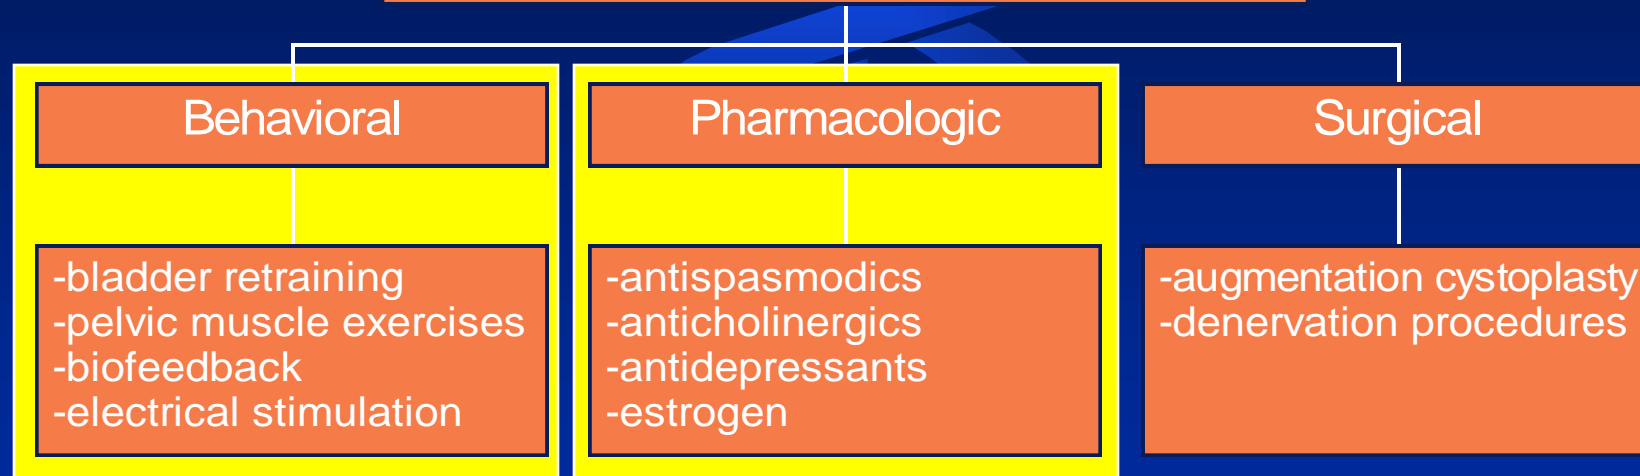 Behavioral
-bladder retraining
-pelvic muscle exercises
-biofeedback
-electrical stimulation
Pharmacologic
-antispasmodics
-anticholinergics
-antidepressants
-estrogen
Surgical
-augmentation cystoplasty
-denervation procedures